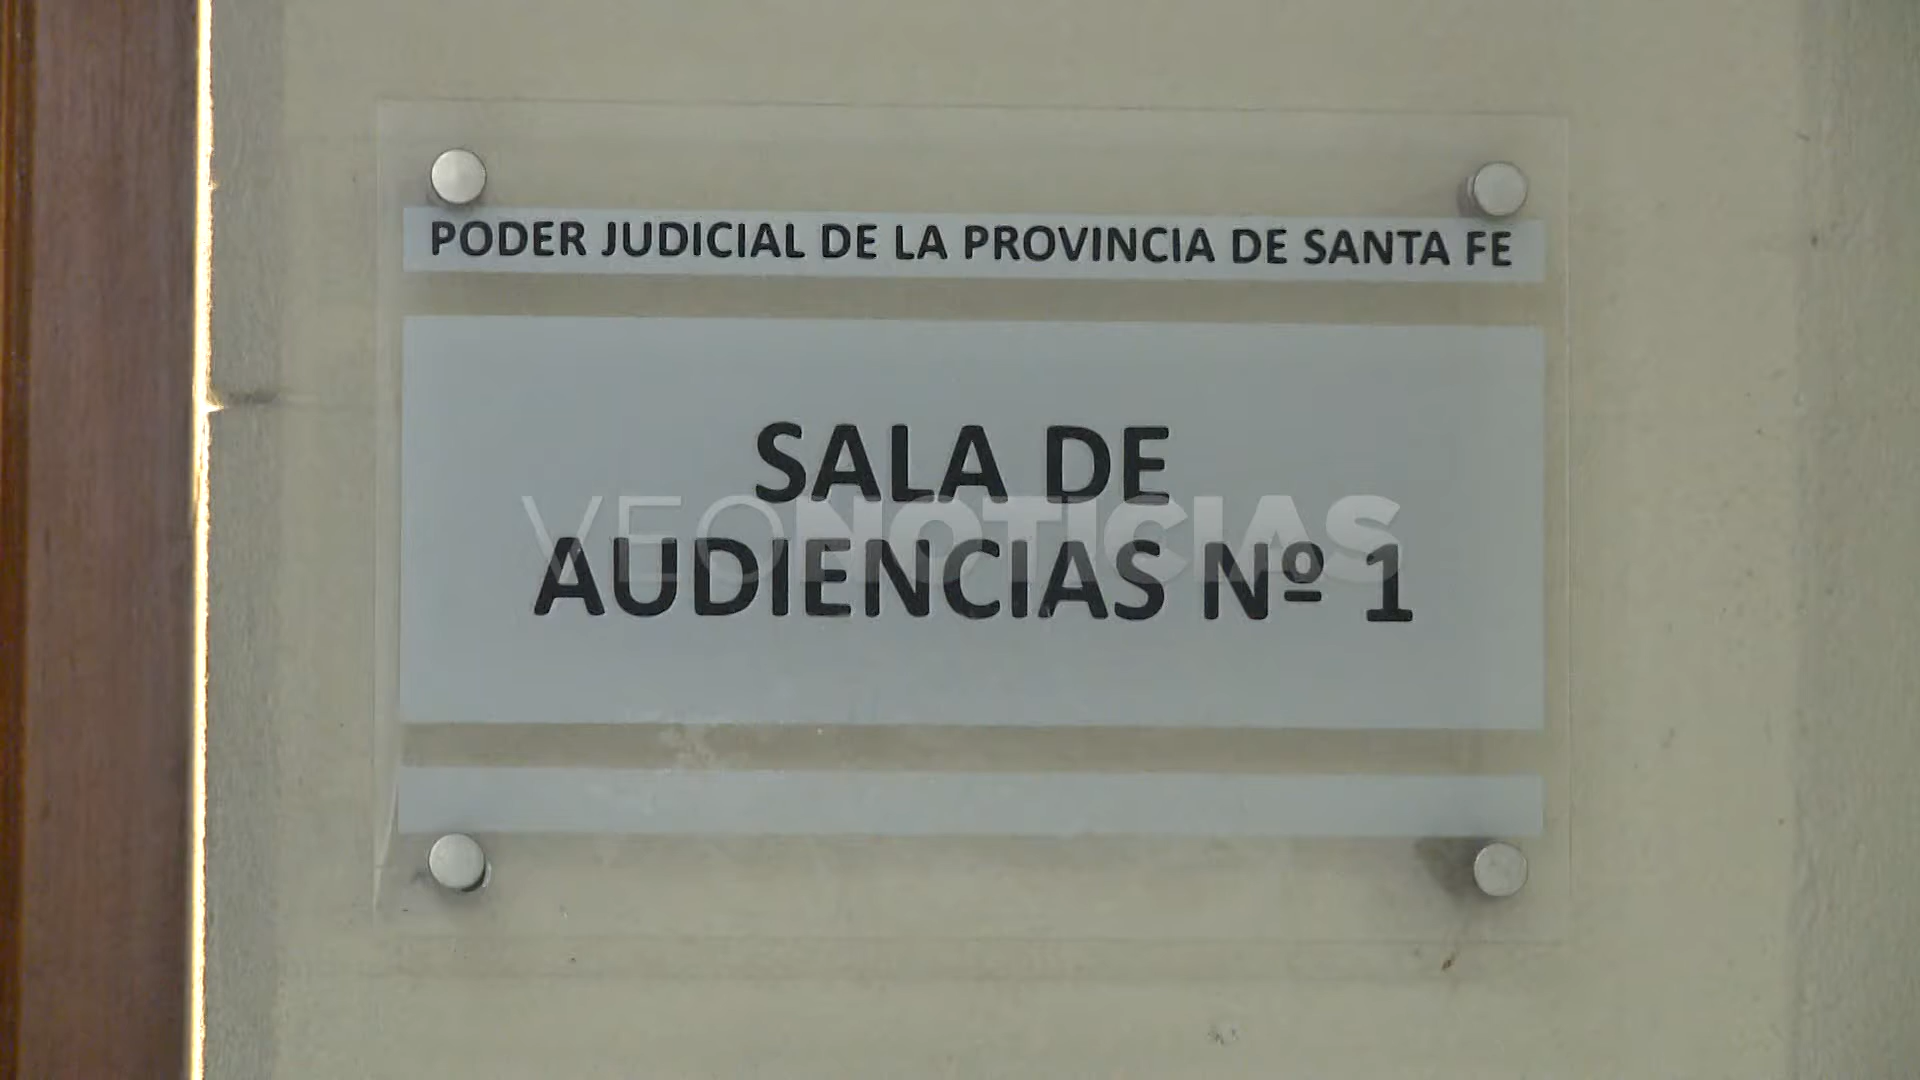 PODER JUDICIAL DE LA PROVINCIA DE SANTA FE
SALA DE
VEONOTICIAS
AUDIENCIAS Nº 1